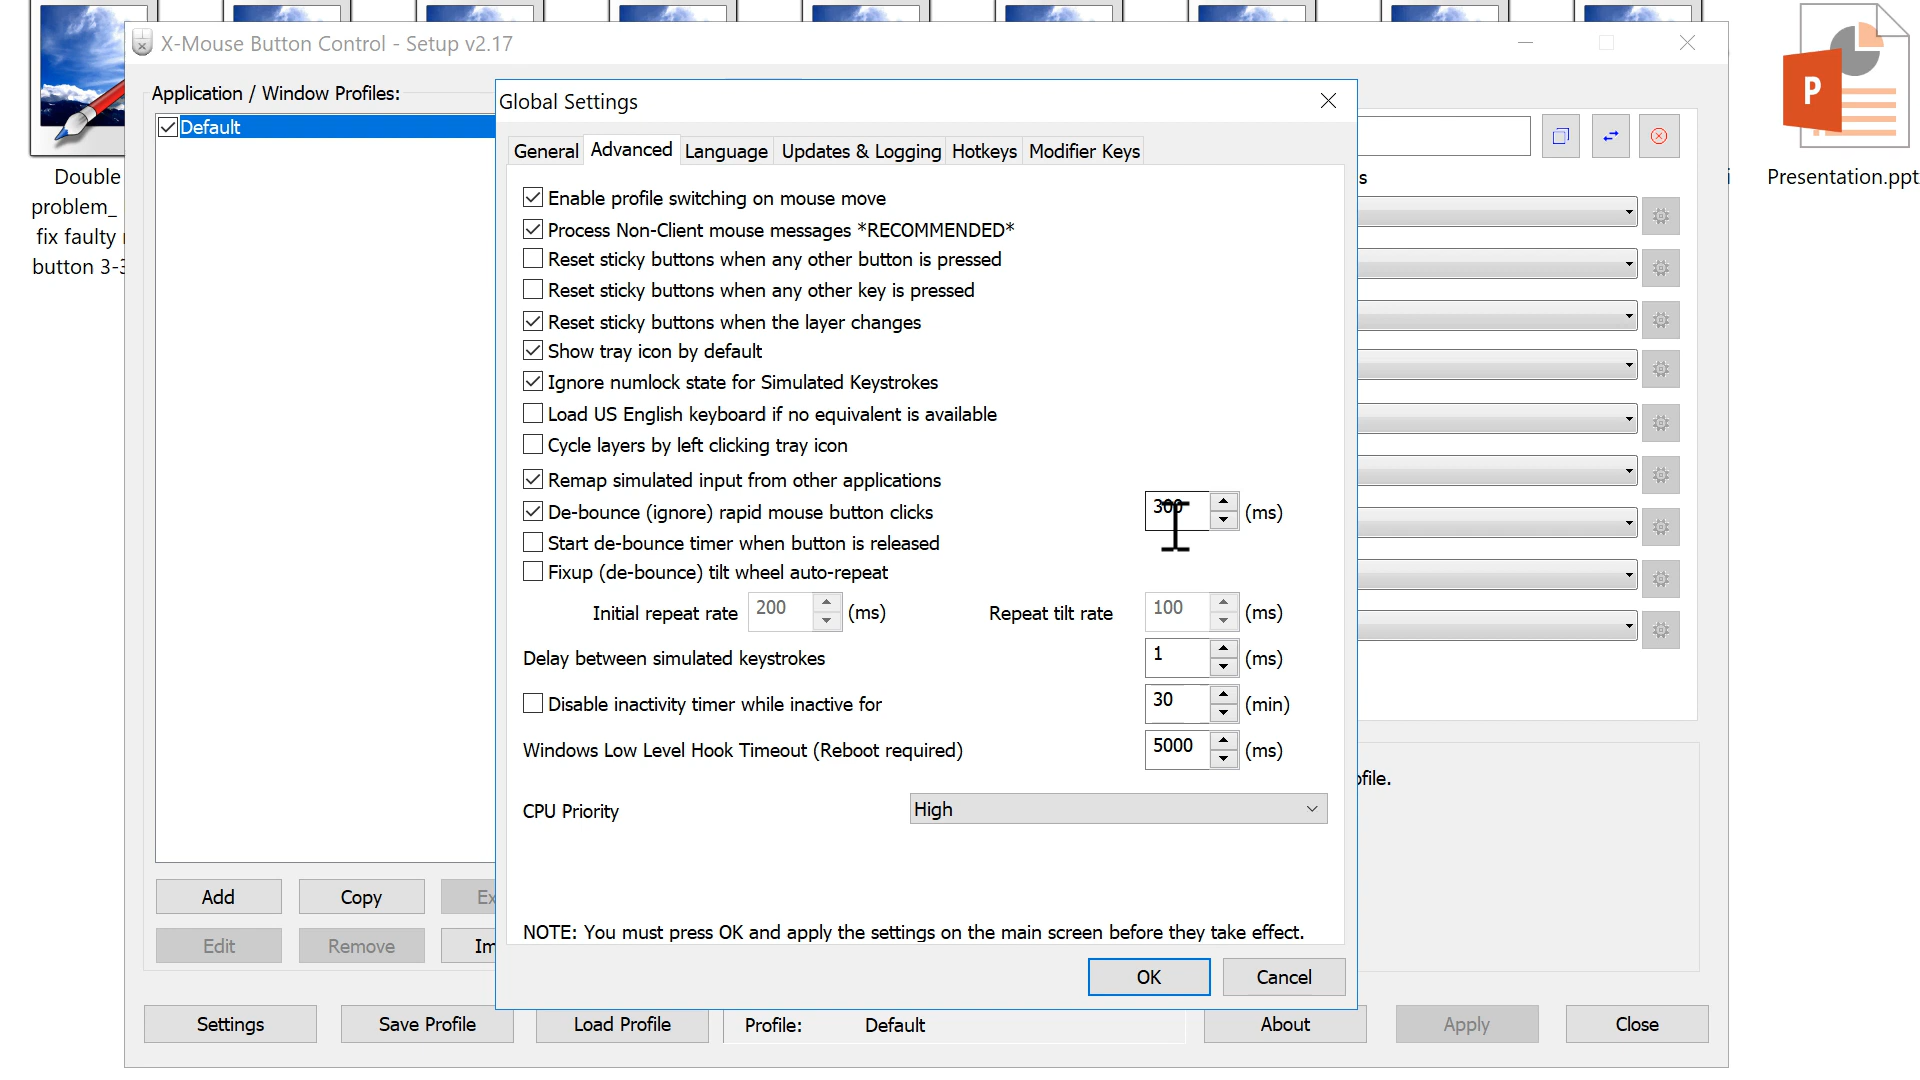 X-Mouse Button Control - Setup v2.17
Application / Window Profiles:
Default
Double
problem_
fix faulty
button 3-3
P
Presentation.ppt
Global Settings
General Advanced Language Updates & Logging Hotkeys Modifier Keys
Enable profile switching on mouse move
Process Non-Client mouse messages *RECOMMENDED*
Reset sticky buttons when any other button is pressed
Reset sticky buttons when any other key is pressed
Reset sticky buttons when the layer changes
Show tray icon by default
Ignore numlock state for Simulated Keystrokes
Load US English keyboard if no equivalent is available
Cycle layers by left clicking tray icon
Remap simulated input from other applications
De-bounce (ignore) rapid mouse button clicks 300 (ms)
Start de-bounce timer when button is released
Fixup (de-bounce) tilt wheel auto-repeat
Initial repeat rate 200 (ms) Repeat tilt rate 100 (ms)
Delay between simulated keystrokes 1 (ms)
Disable inactivity timer while inactive for 30 (min)
Windows Low Level Hook Timeout (Reboot required) 5000 (ms)
CPU Priority High
NOTE: You must press OK and apply the settings on the main screen before they take effect.
OK Cancel
s
ofile.
Add Copy Ex
Edit Remove Im
Settings Save Profile Load Profile Profile: Default About Apply Close